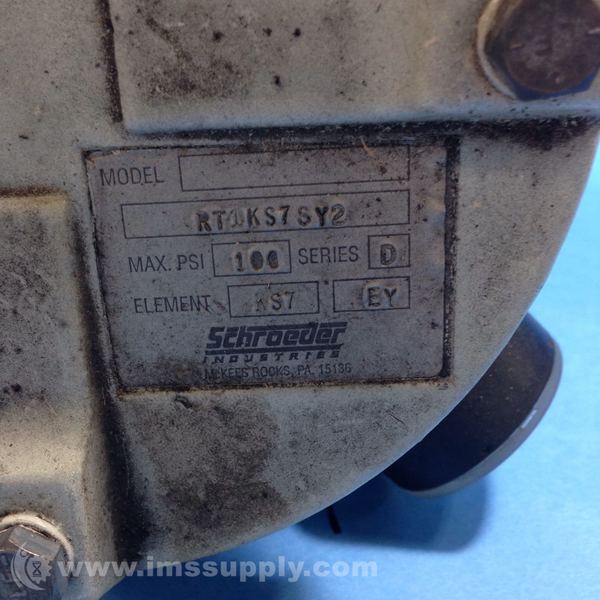 MODEL
RT1KS7SY2
MAX. PSI 100 SERIES D
ELEMENT KS7 EY
Schroeder
INDUSTRIES
McKEES ROCKS, PA. 15136
www.imssupply.com